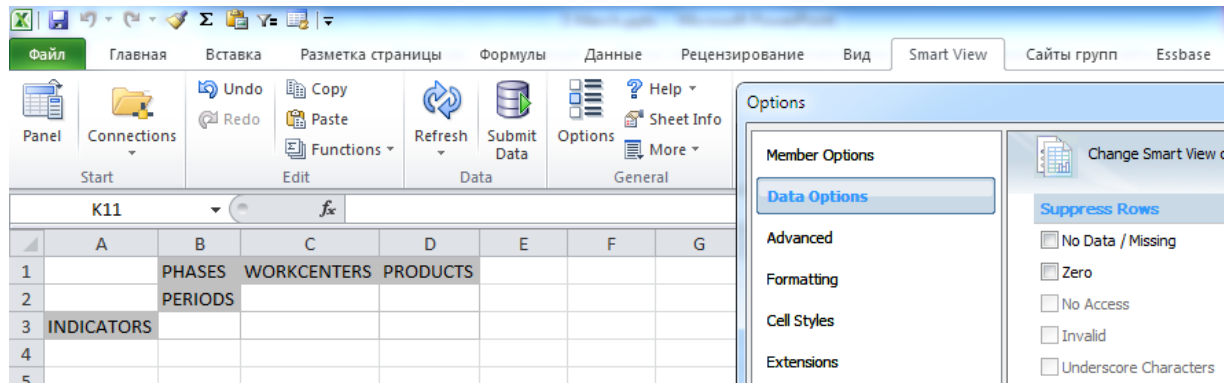 Файл Главная Вставка Разметка страницы Формулы Данные Рецензирование Вид Smart View Сайты групп Essbase
Panel
Connections
Start
Undo
Redo
Copy
Paste
Functions
Edit
Refresh
Submit
Data
Data
Options
Help
Sheet Info
More
General
K11 fx
A B C D E F G
1 PHASES WORKCENTERS PRODUCTS
2 PERIODS
3 INDICATORS
4
5
Options
Member Options
Data Options
Advanced
Formatting
Cell Styles
Extensions
Change Smart View
Suppress Rows
No Data / Missing
Zero
No Access
Invalid
Underscore Characters